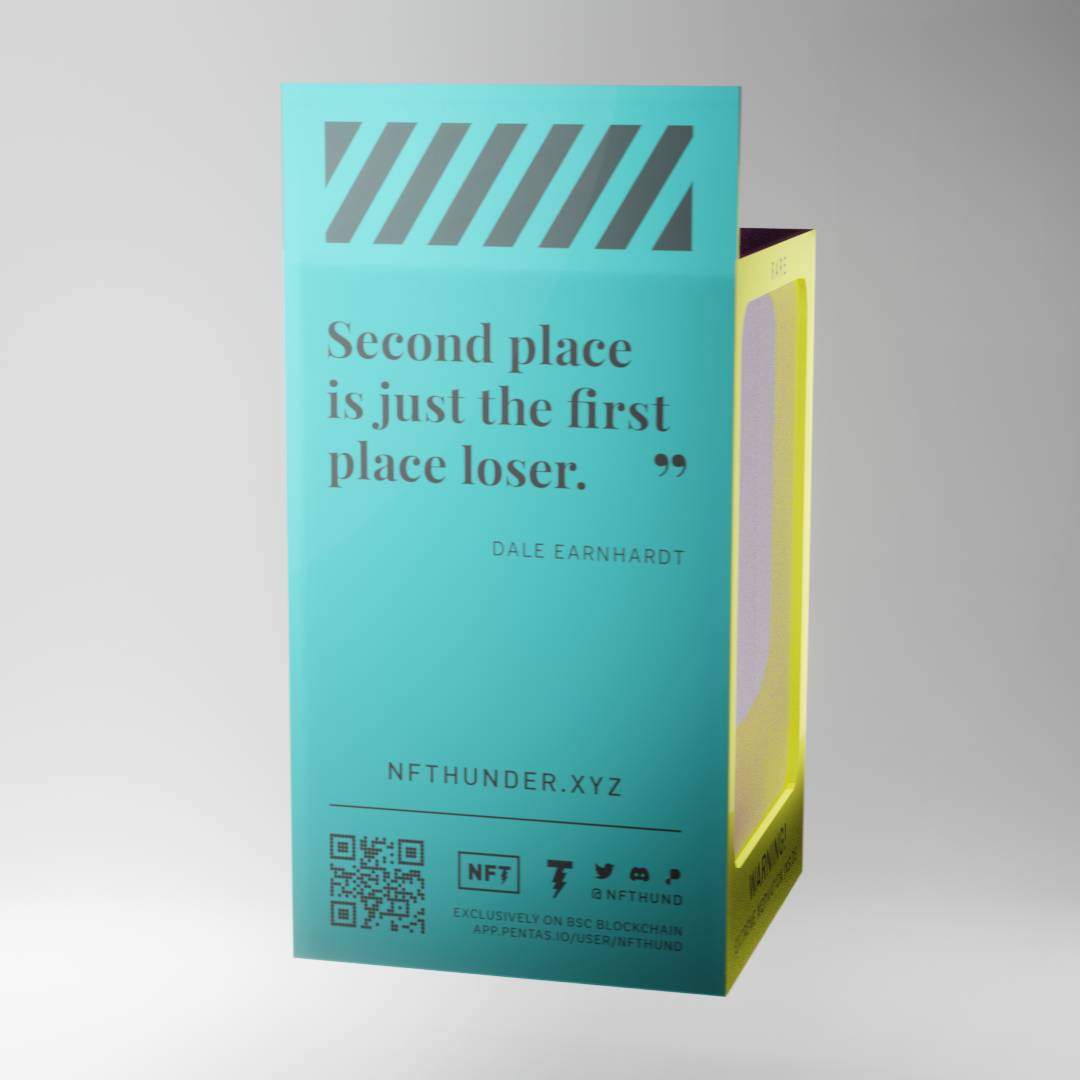 Second place
is just the first
place loser. ”
DALE EARNHARDT
NFTHUNDER.XYZ
NFT
@NFTHUND
EXCLUSIVELY ON BSC BLOCKCHAIN
APP.PENTAS.IO/USER/NFTHUND
RARE
WARNING!